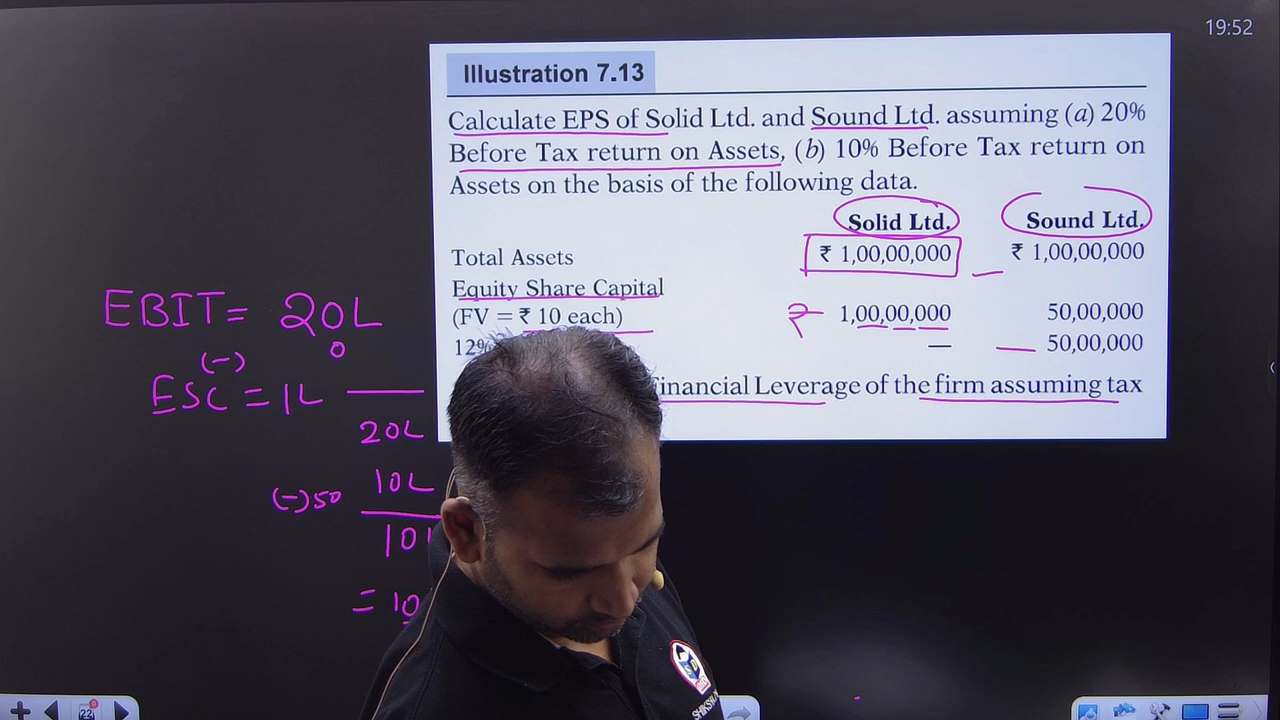 19:52
Illustration 7.13
Calculate EPS of Solid Ltd. and Sound Ltd. assuming (a) 20%
Before Tax return on Assets, (b) 10% Before Tax return on
Assets on the basis of the following data.
Solid Ltd. Sound Ltd.
Total Assets ₹ 1,00,00,000 ₹ 1,00,00,000
Equity Share Capital
(FV = ₹ 10 each) ₹ 1,00,00,000 50,00,000
12% — 50,00,000
Financial Leverage of the firm assuming tax
EBIT = 20L
(-) 0
ESC = 1L
20L
(-) 50 10L
10L
= 10
22